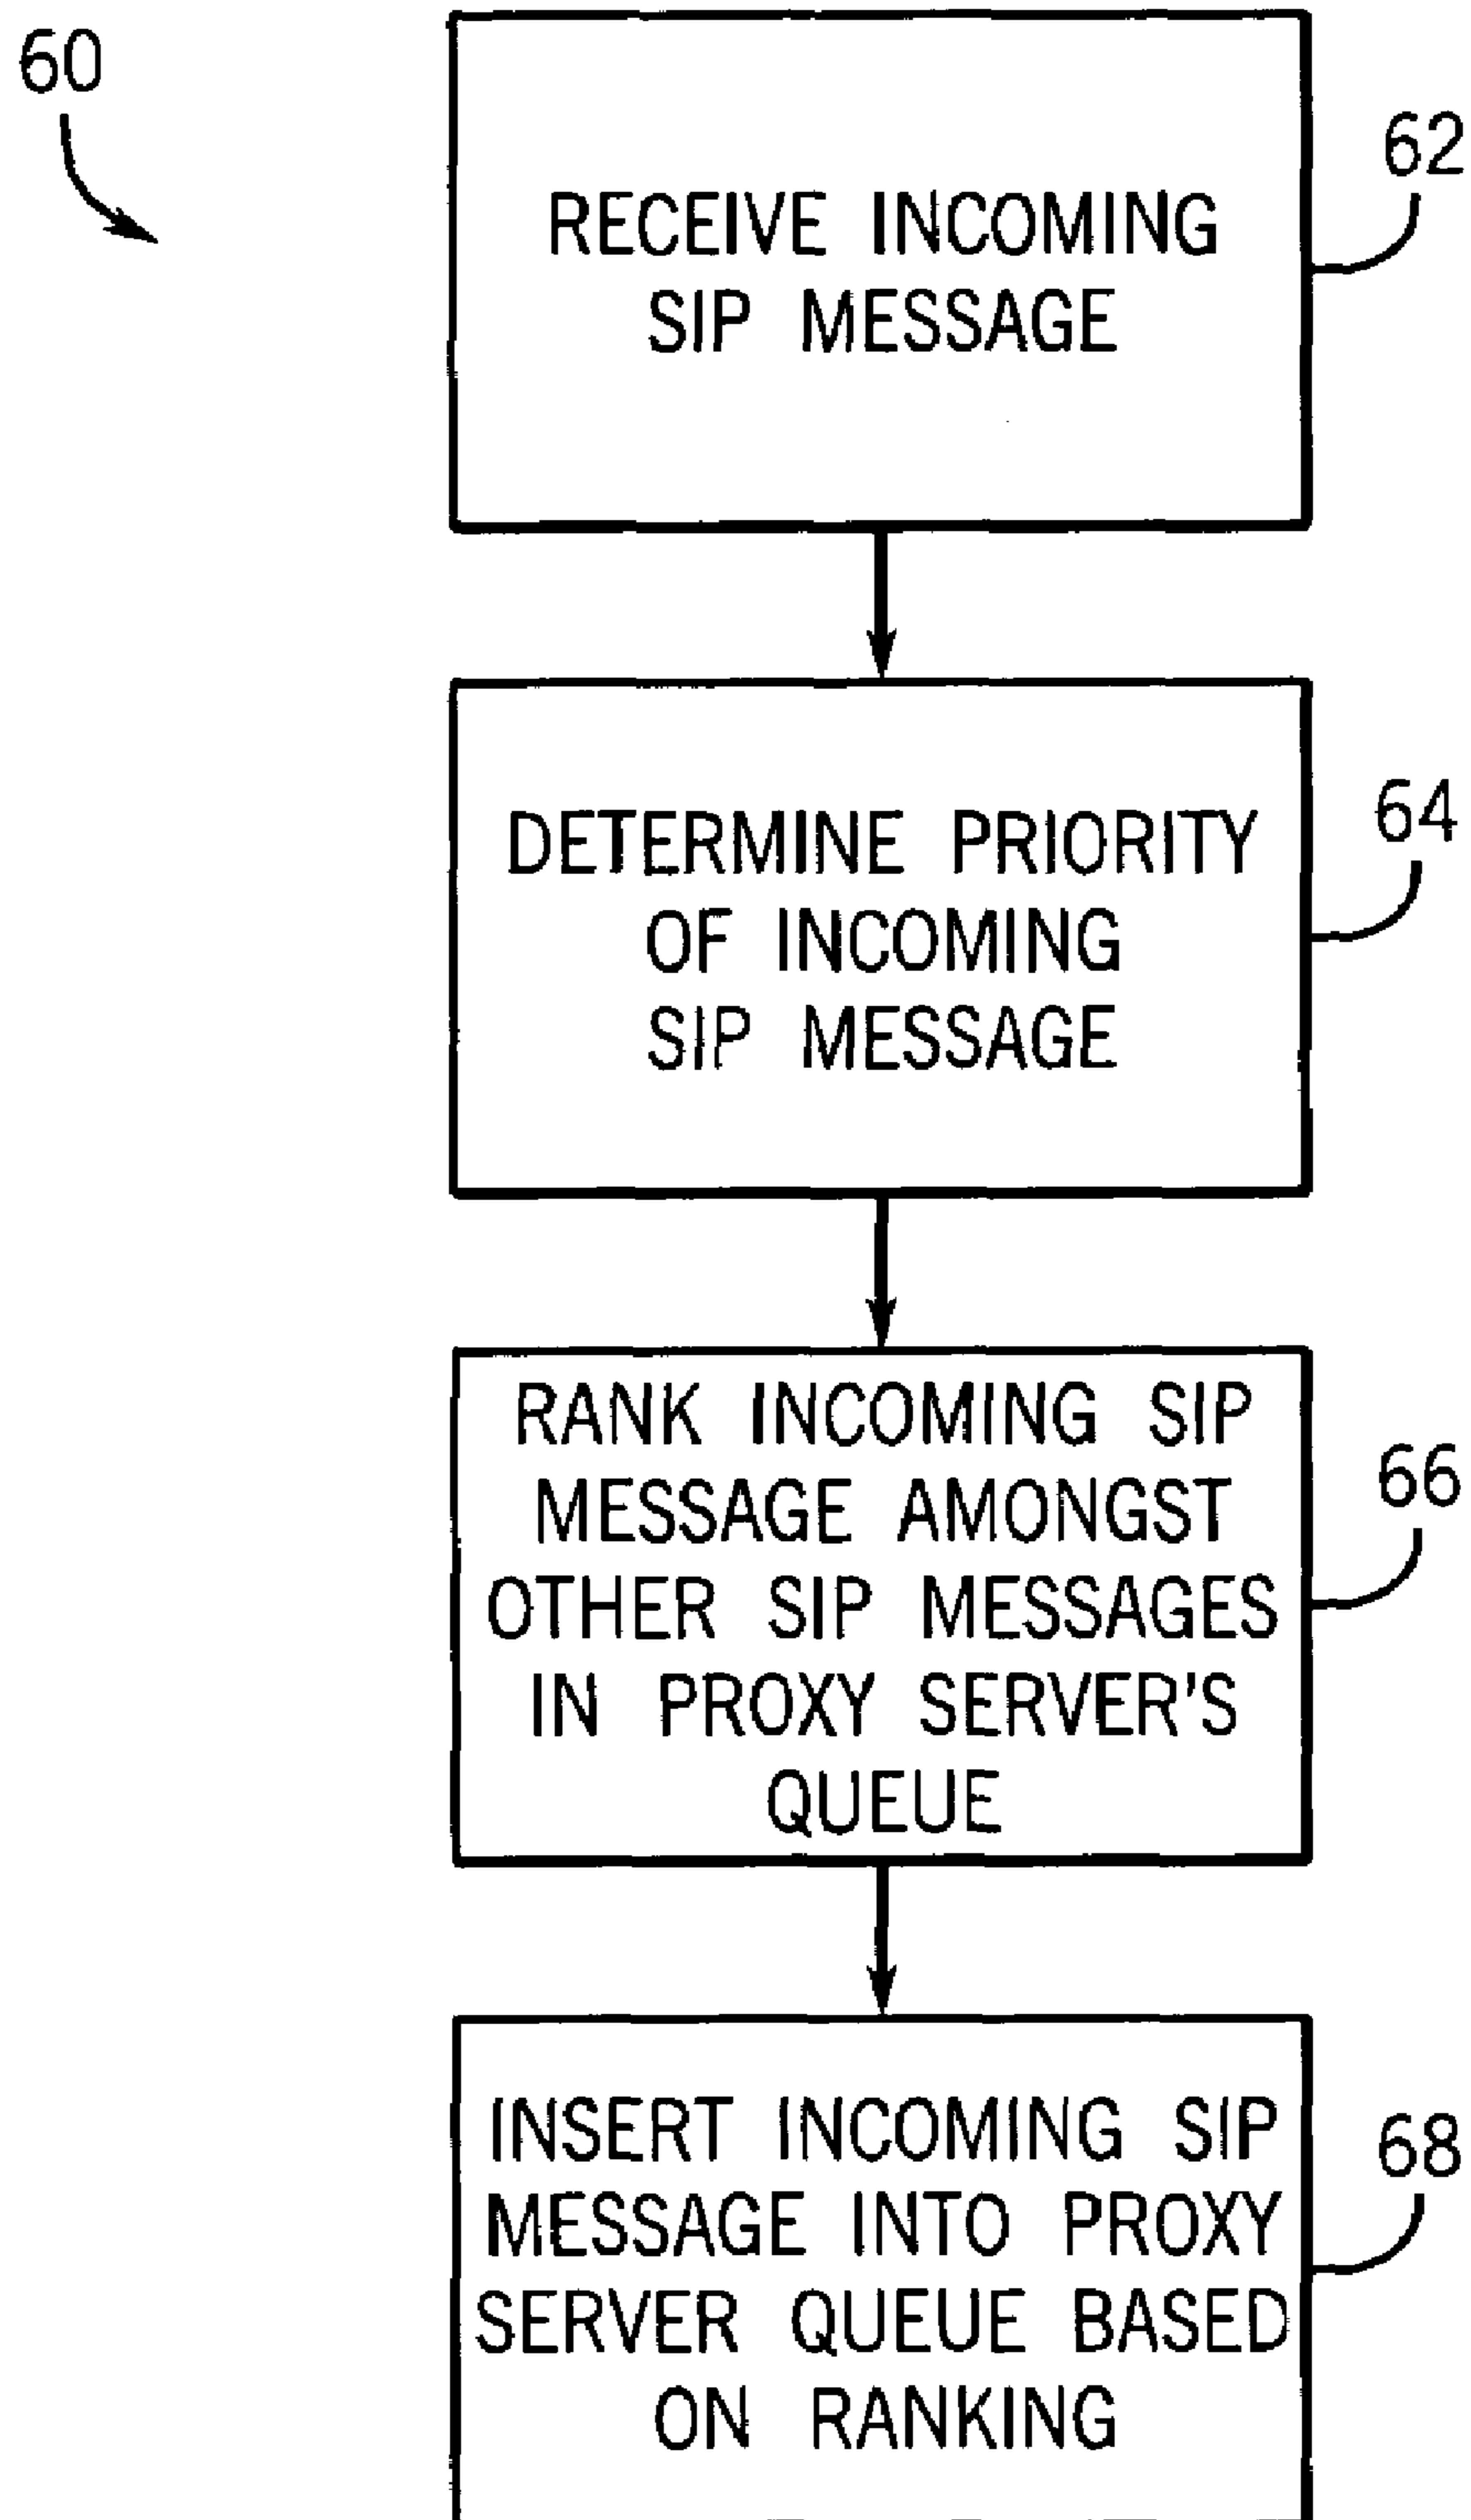 60
RECEIVE INCOMING
SIP MESSAGE
62
DETERMINE PRIORITY
OF INCOMING
SIP MESSAGE
64
RANK INCOMING SIP
MESSAGE AMONGST
OTHER SIP MESSAGES
IN PROXY SERVER'S
QUEUE
66
INSERT INCOMING SIP
MESSAGE INTO PROXY
SERVER QUEUE BASED
ON RANKING
68